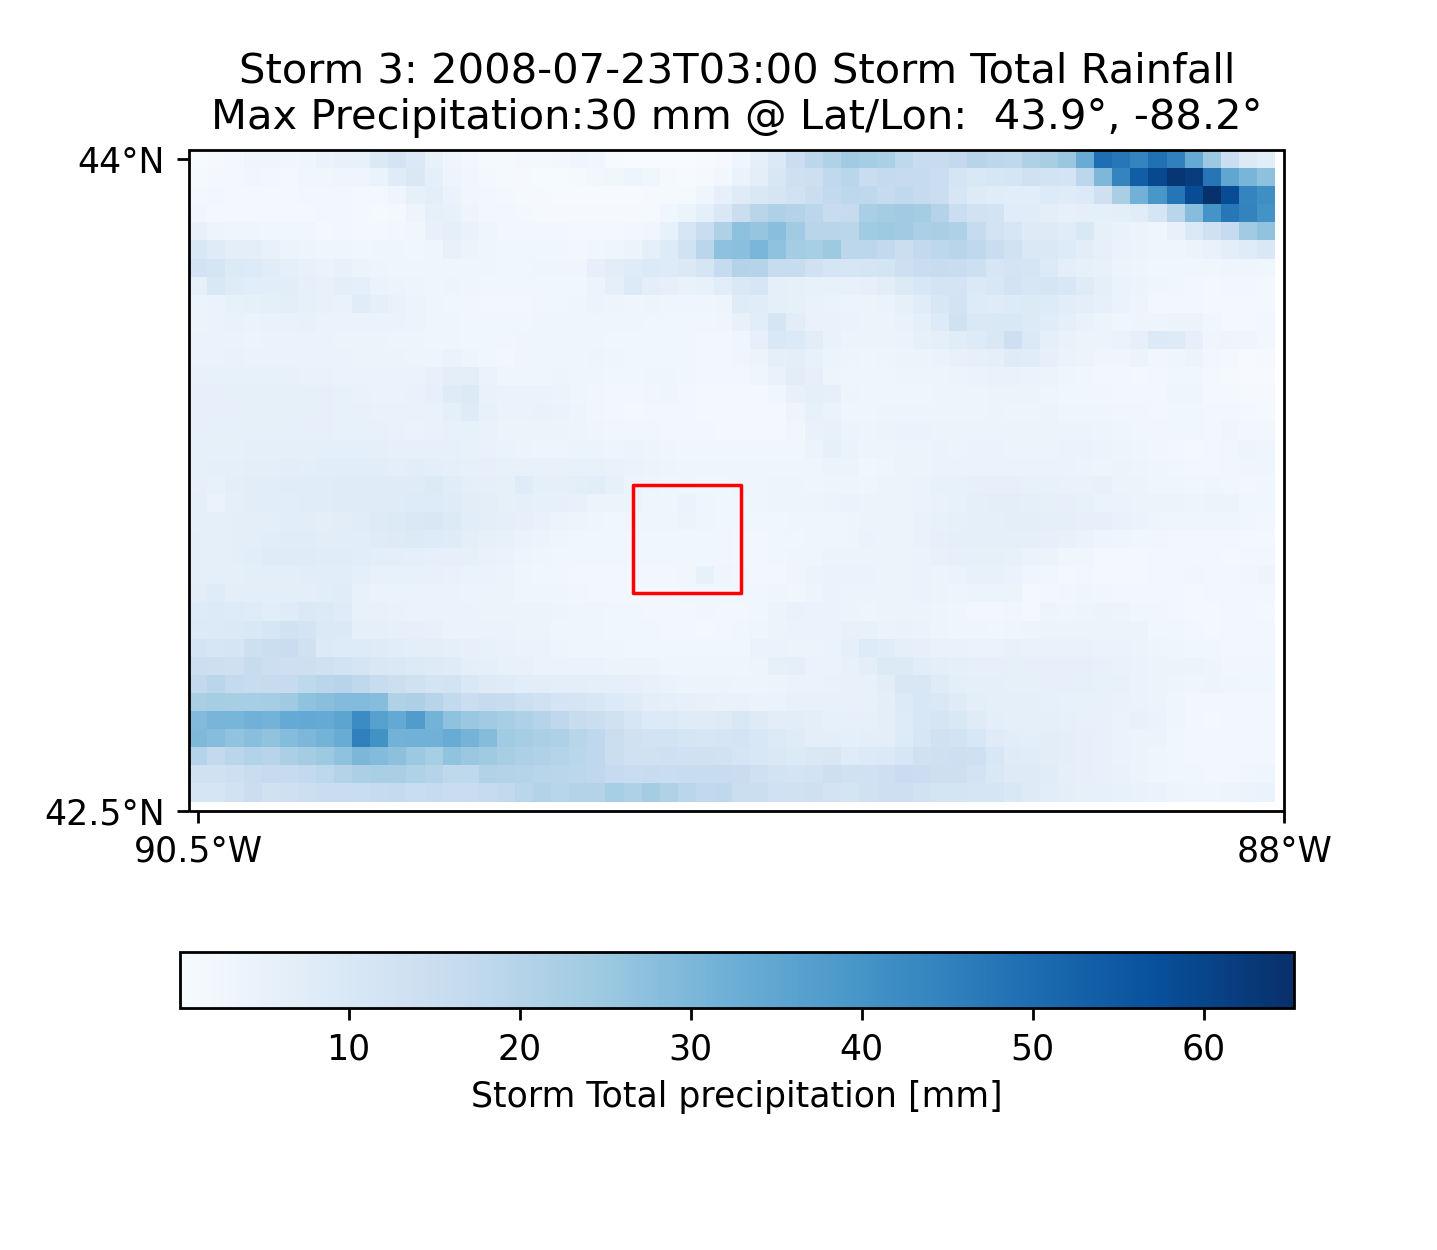 Storm 3: 2008-07-23T03:00 Storm Total Rainfall
Max Precipitation:30 mm @ Lat/Lon:  43.9°, -88.2°
44°N
42.5°N
90.5°W 88°W
10 20 30 40 50 60
Storm Total precipitation [mm]